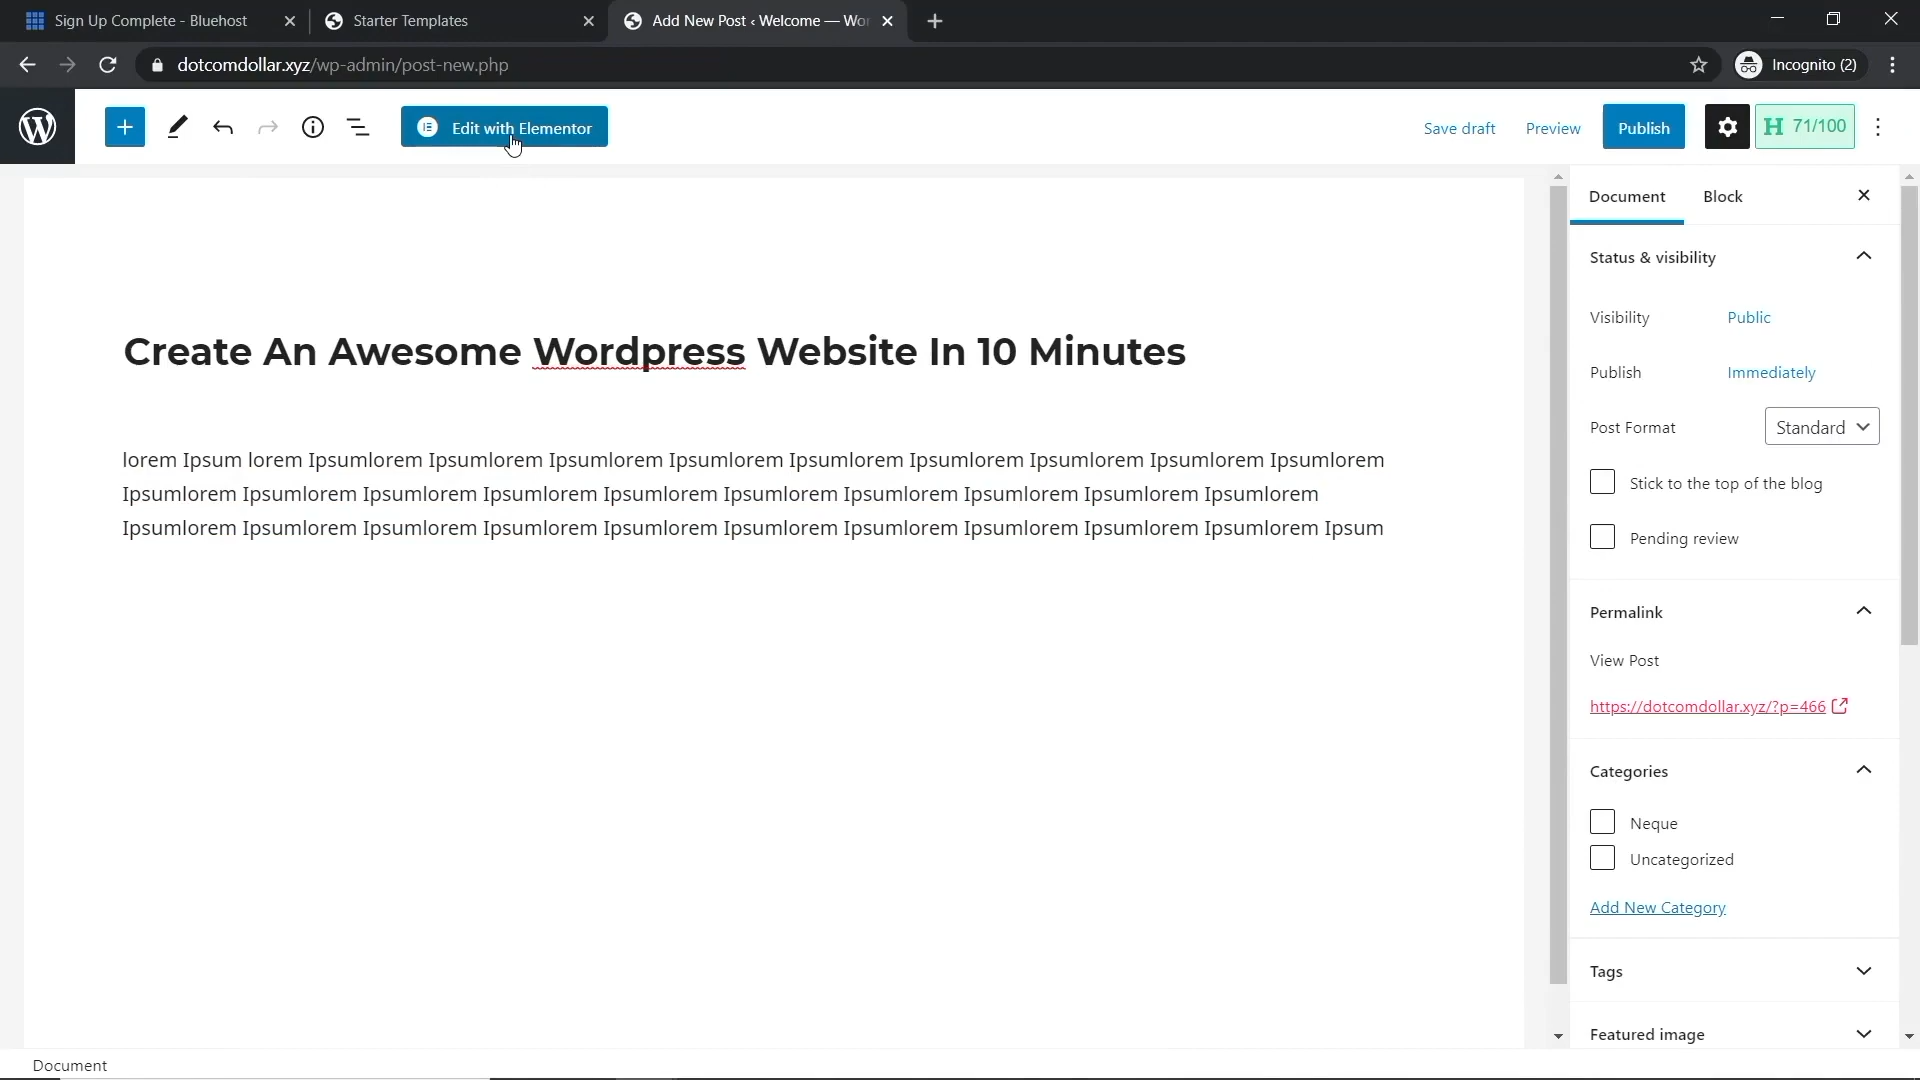 Sign Up Complete - Bluehost
Starter Templates
Add New Post ‹ Welcome — Wor
dotcomdollar.xyz/wp-admin/post-new.php
Incognito (2)
Edit with Elementor
Save draft
Preview
Publish
H 71/100
Document
Block
Status & visibility
Visibility
Public
Publish
Immediately
Post Format
Standard
Stick to the top of the blog
Pending review
Permalink
View Post
https://dotcomdollar.xyz/?p=466
Categories
Neque
Uncategorized
Add New Category
Tags
Featured image
Create An Awesome Wordpress Website In 10 Minutes
lorem Ipsum lorem Ipsumlorem Ipsumlorem Ipsumlorem Ipsumlorem Ipsumlorem Ipsumlorem Ipsumlorem Ipsumlorem Ipsumlorem
Ipsumlorem Ipsumlorem Ipsumlorem Ipsumlorem Ipsumlorem Ipsumlorem Ipsumlorem Ipsumlorem Ipsumlorem Ipsumlorem
Ipsumlorem Ipsumlorem Ipsumlorem Ipsumlorem Ipsumlorem Ipsumlorem Ipsumlorem Ipsumlorem Ipsumlorem Ipsumlorem Ipsum
Document